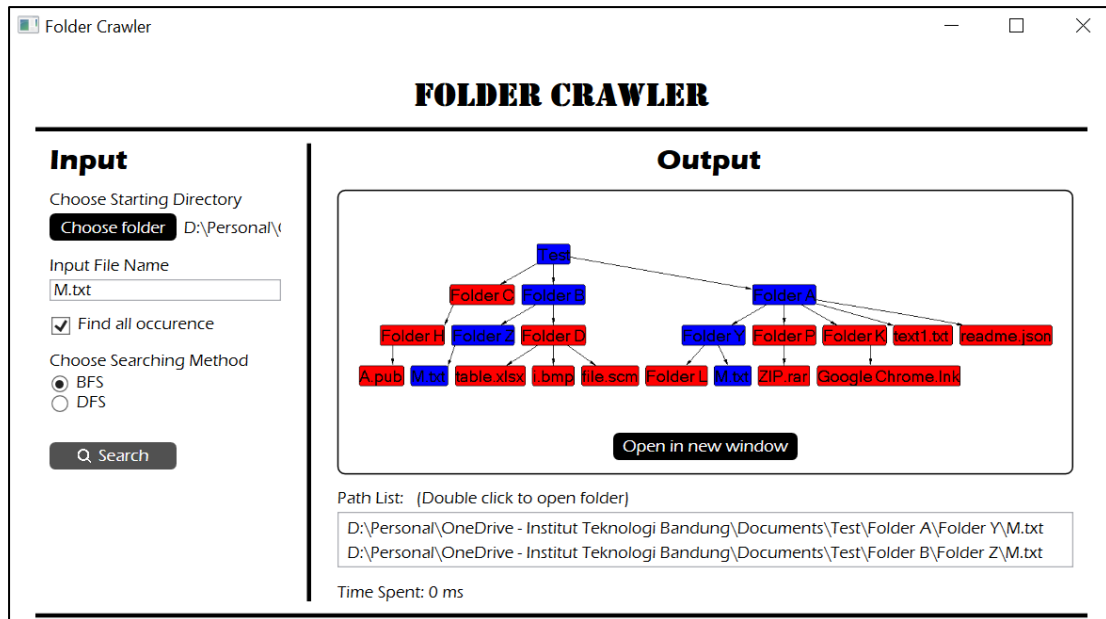 Folder Crawler
FOLDER CRAWLER
Input
Choose Starting Directory
Choose folder D:\Personal\(
Input File Name
M.txt
Find all occurence
Choose Searching Method
BFS
DFS
Search
Output
Test
Folder C Folder B Folder A
Folder H Folder Z Folder D Folder Y Folder F Folder K text1.txt readme.json
A.pub M.txt table.xlsx i.bmp file.scm Folder L M.txt ZIP.rar Google Chrome.lnk
Open in new window
Path List: (Double click to open folder)
D:\Personal\OneDrive - Institut Teknologi Bandung\Documents\Test\Folder A\Folder Y\M.txt
D:\Personal\OneDrive - Institut Teknologi Bandung\Documents\Test\Folder B\Folder Z\M.txt
Time Spent: 0 ms